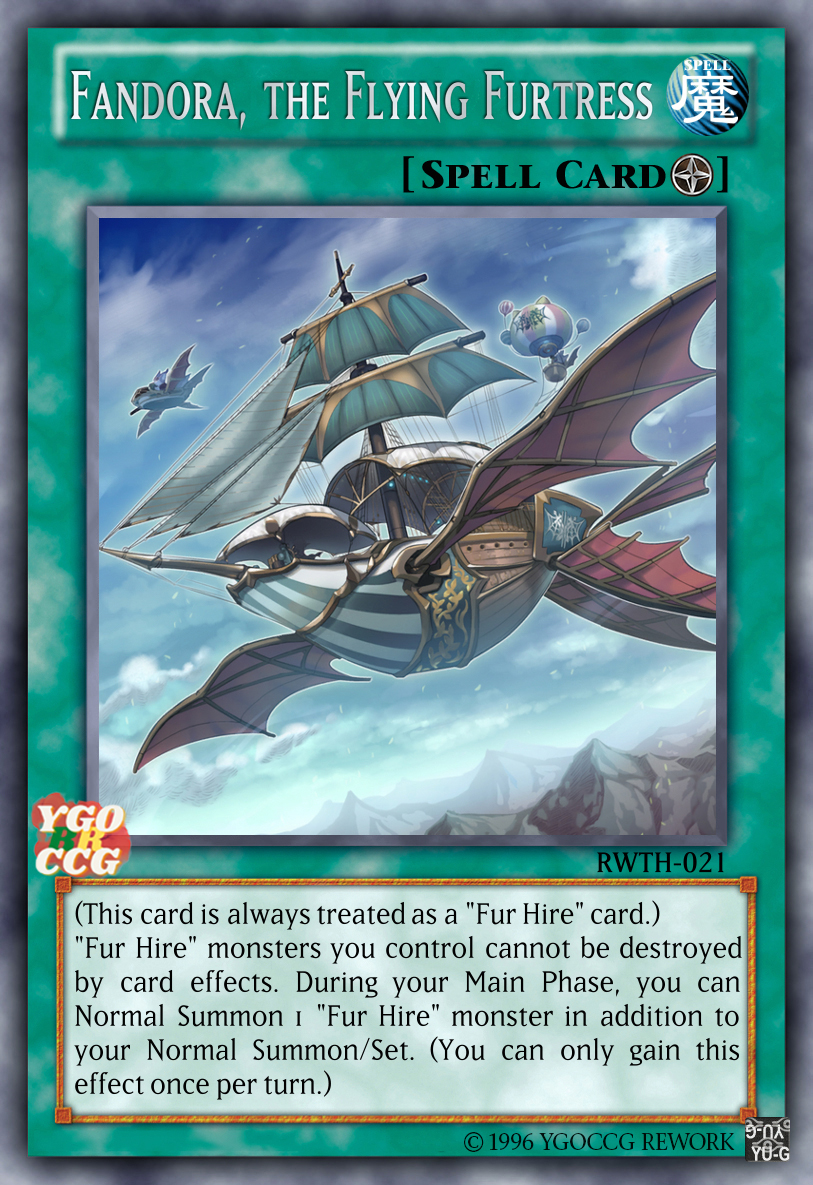 FANDORA, THE FLYING FURTRESS
SPELL
魔
[SPELL CARD]
YGO
RR
CCG
RWTH-021
(This card is always treated as a "Fur Hire" card.)
"Fur Hire" monsters you control cannot be destroyed
by card effects. During your Main Phase, you can
Normal Summon 1 "Fur Hire" monster in addition to
your Normal Summon/Set. (You can only gain this
effect once per turn.)
© 1996 YGOCCG REWORK